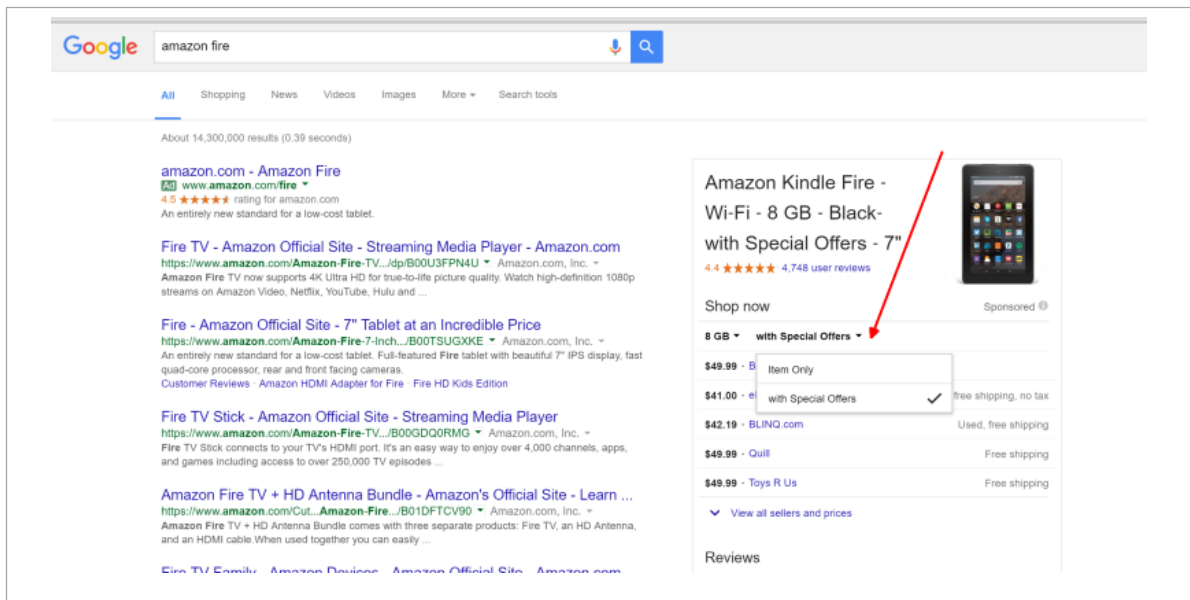 Google
amazon fire
All Shopping News Videos Images More Search tools
About 14,300,000 results (0.39 seconds)
amazon.com - Amazon Fire
Ad www.amazon.com/fire
4.5 ★★★★★ rating for amazon.com
An entirely new standard for a low-cost tablet.
Fire TV - Amazon Official Site - Streaming Media Player - Amazon.com
https://www.amazon.com/Amazon-Fire-TV.../dp/B00U3FPN4U Amazon.com, Inc.
Amazon Fire TV now supports 4K Ultra HD for true-to-life picture quality. Watch high-definition 1080p
streams on Amazon Video, Netflix, YouTube, Hulu and ...
Fire - Amazon Official Site - 7" Tablet at an Incredible Price
https://www.amazon.com/Amazon-Fire-7-Inch.../B00TSUGXKE Amazon.com, Inc.
An entirely new standard for a low-cost tablet. Full-featured Fire tablet with beautiful 7" IPS display, fast
quad-core processor, rear and front facing cameras.
Customer Reviews · Amazon HDMI Adapter for Fire · Fire HD Kids Edition
Fire TV Stick - Amazon Official Site - Streaming Media Player
https://www.amazon.com/Amazon-Fire-TV.../B00GDQ0RMG Amazon.com, Inc.
Fire TV Stick connects to your TV's HDMI port. It's an easy way to enjoy over 4,000 channels, apps,
and games including access to over 250,000 TV episodes ...
Amazon Fire TV + HD Antenna Bundle - Amazon's Official Site - Learn ...
https://www.amazon.com/Cut...Amazon-Fire.../B01DFTCV90 Amazon.com, Inc.
Amazon Fire TV + HD Antenna Bundle comes with three separate products: Fire TV, an HD Antenna,
and an HDMI cable.When used together you can easily ...
Fire TV Family - Amazon Devices - Amazon Official Site - Amazon.com
Amazon Kindle Fire -
Wi-Fi - 8 GB - Black-
with Special Offers - 7"
4.4 ★★★★★ 4,748 user reviews
Shop now Sponsored
8 GB with Special Offers
Item Only
with Special Offers
$49.99 - B
$41.00 - e free shipping, no tax
$42.19 - BLINQ.com Used, free shipping
$49.99 - Quill Free shipping
$49.99 - Toys R Us Free shipping
View all sellers and prices
Reviews